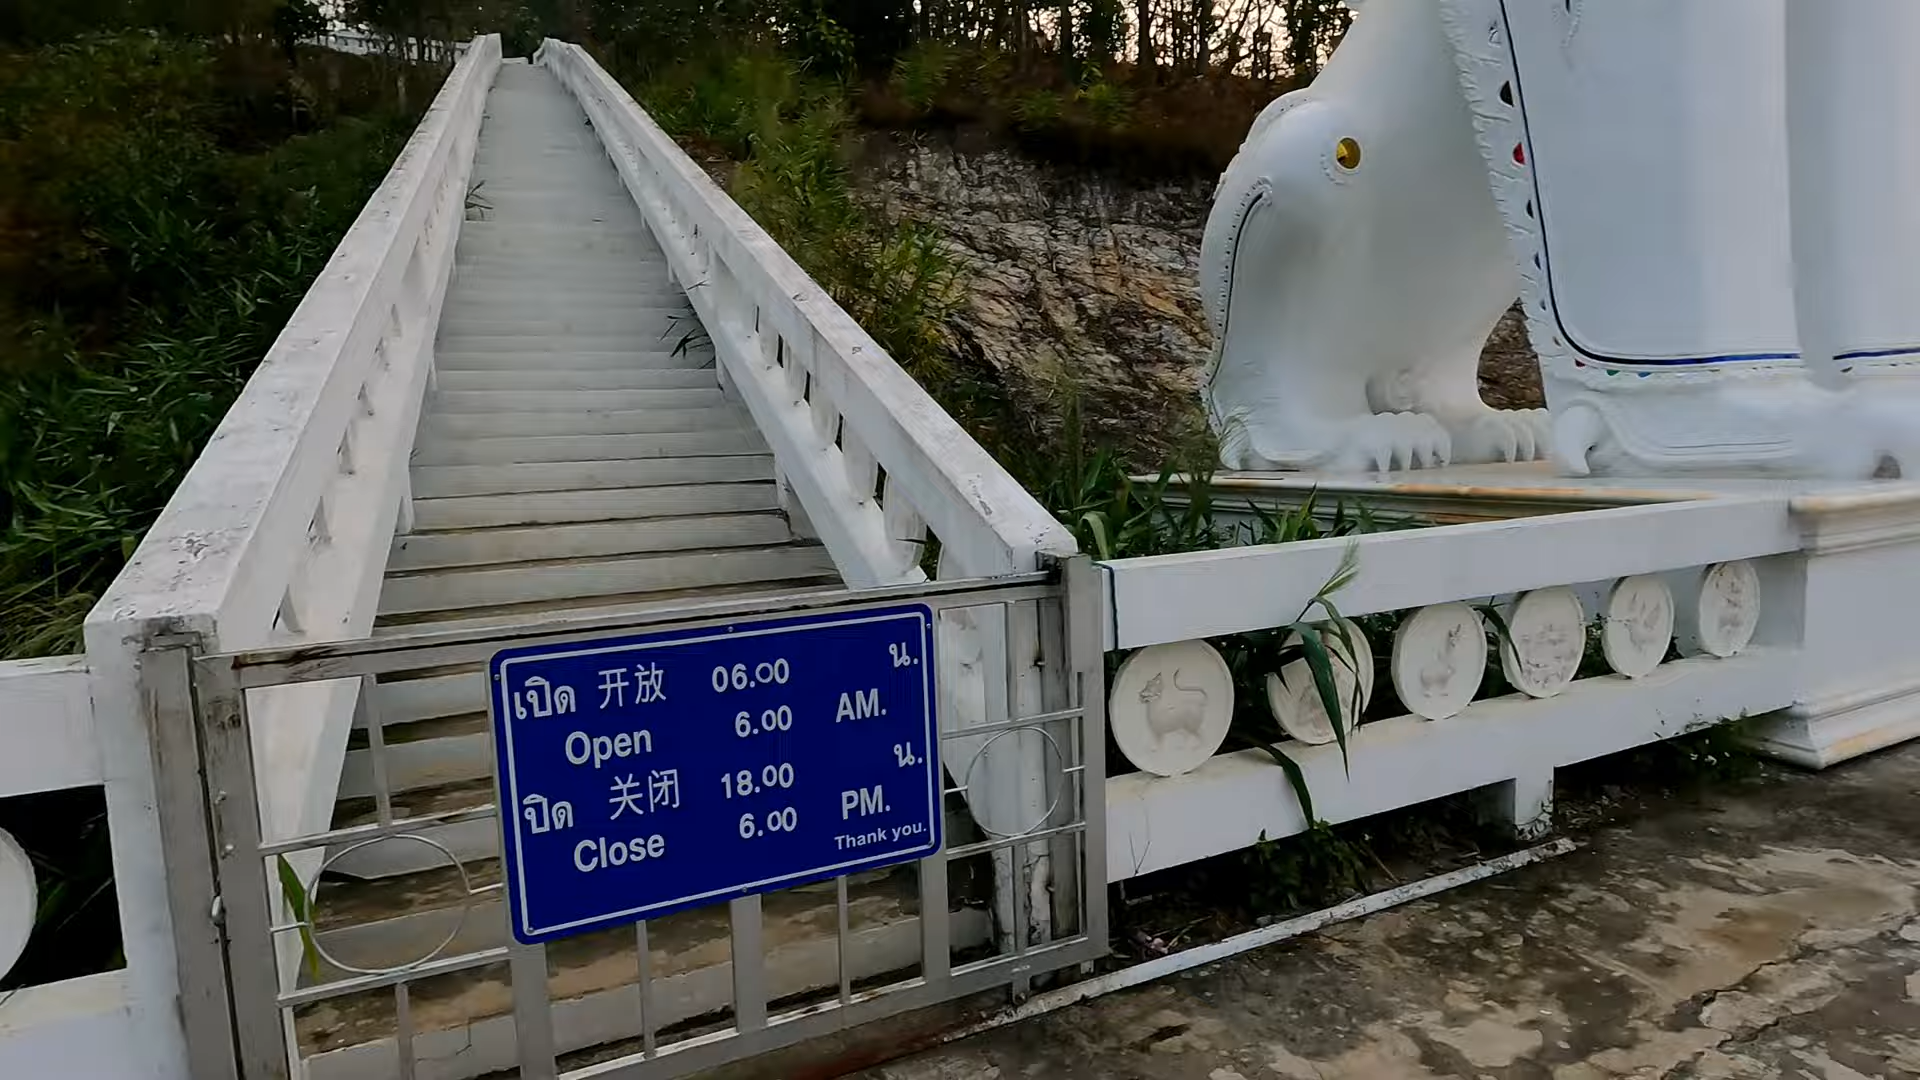 เปิด 开放 06.00 น.
Open 6.00 AM.
ปิด 关闭 18.00 น.
Close 6.00 PM.
Thank you.